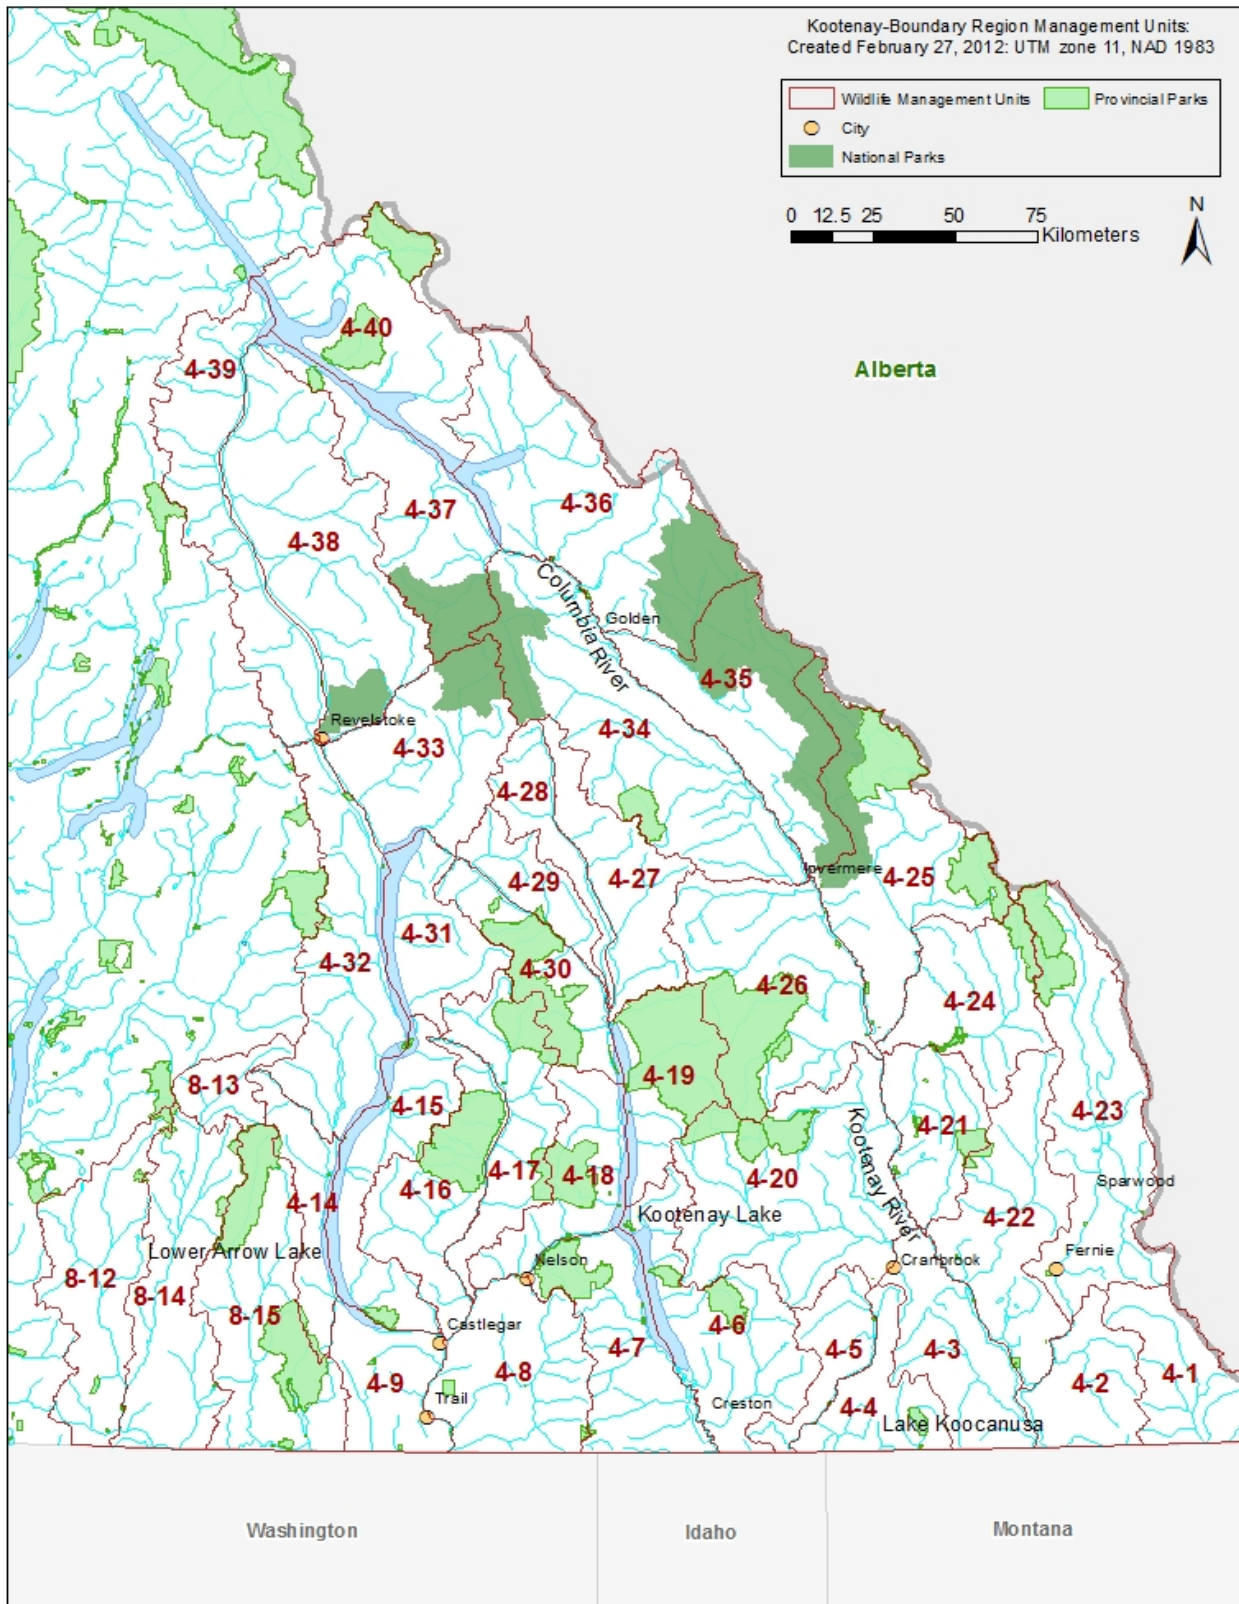 Kootenay-Boundary Region Management Units:
Created February 27, 2012: UTM zone 11, NAD 1983
Wildlife Management Units
Provincial Parks
City
National Parks
0 12.5 25 50 75
Kilometers
N
Alberta
4-40
4-39
4-36
4-37
4-38
Columbia River
Golden
4-35
Revelstoke
4-34
4-33
4-28
Invermere
4-29
4-27
4-25
4-31
4-32
4-30
4-26
4-24
4-19
8-13
4-15
4-23
4-21
Kootenay River
4-17
4-18
4-20
4-16
Sparwood
4-14
Kootenay Lake
4-22
Lower Arrow Lake
Nelson
Cranbrook
Fernie
8-12
8-14
8-15
Castlegar
4-6
4-7
4-5
4-3
4-8
4-9
4-2
4-1
Trail
Creston
4-4
Lake Koocanusa
Washington
Idaho
Montana